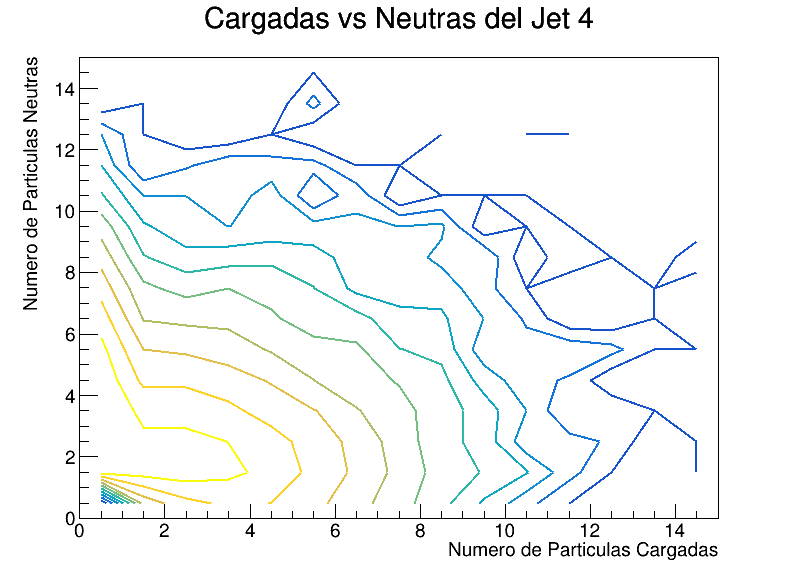 Cargadas vs Neutras del Jet 4
Numero de Particulas Neutras
14
12
10
8
6
4
2
0
0 2 4 6 8 10 12 14
Numero de Particulas Cargadas